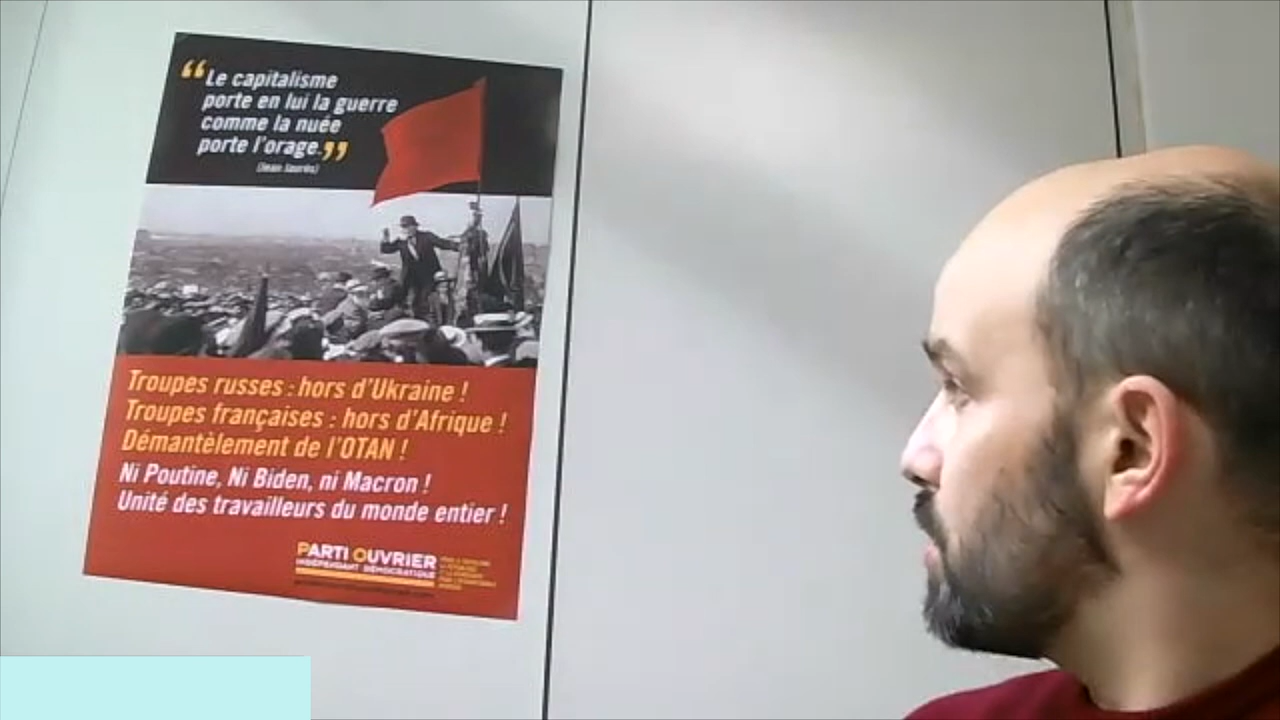 “Le capitalisme
porte en lui la guerre
comme la nuée
porte l'orage.”
(Jean Jaurès)
Troupes russes : hors d'Ukraine !
Troupes françaises : hors d'Afrique !
Démantèlement de l'OTAN !
Ni Poutine, Ni Biden, ni Macron !
Unité des travailleurs du monde entier !
PARTI OUVRIER
INDÉPENDANT DÉMOCRATIQUE